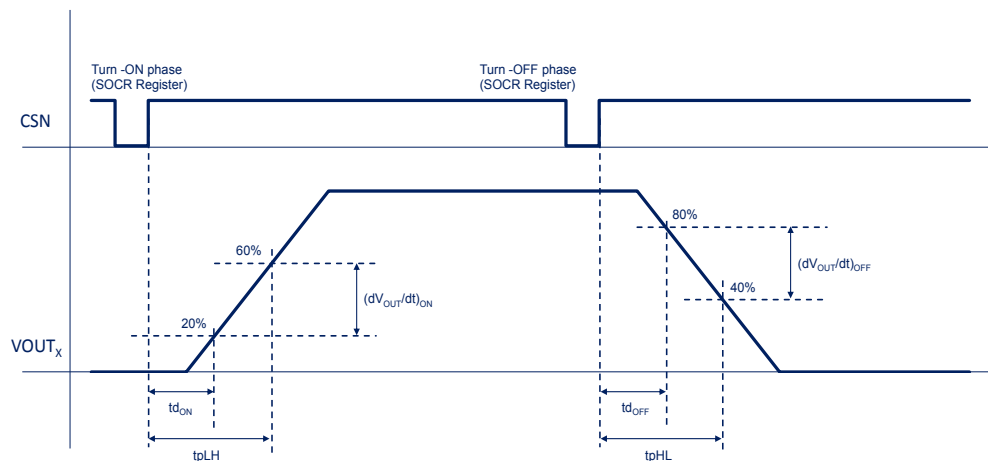 Turn -ON phase
(SOCR Register)
Turn -OFF phase
(SOCR Register)
CSN
80%
60%
(dVOUT/dt)OFF
(dVOUT/dt)ON
40%
20%
VOUTX
tdON
tdOFF
tpLH
tpHL